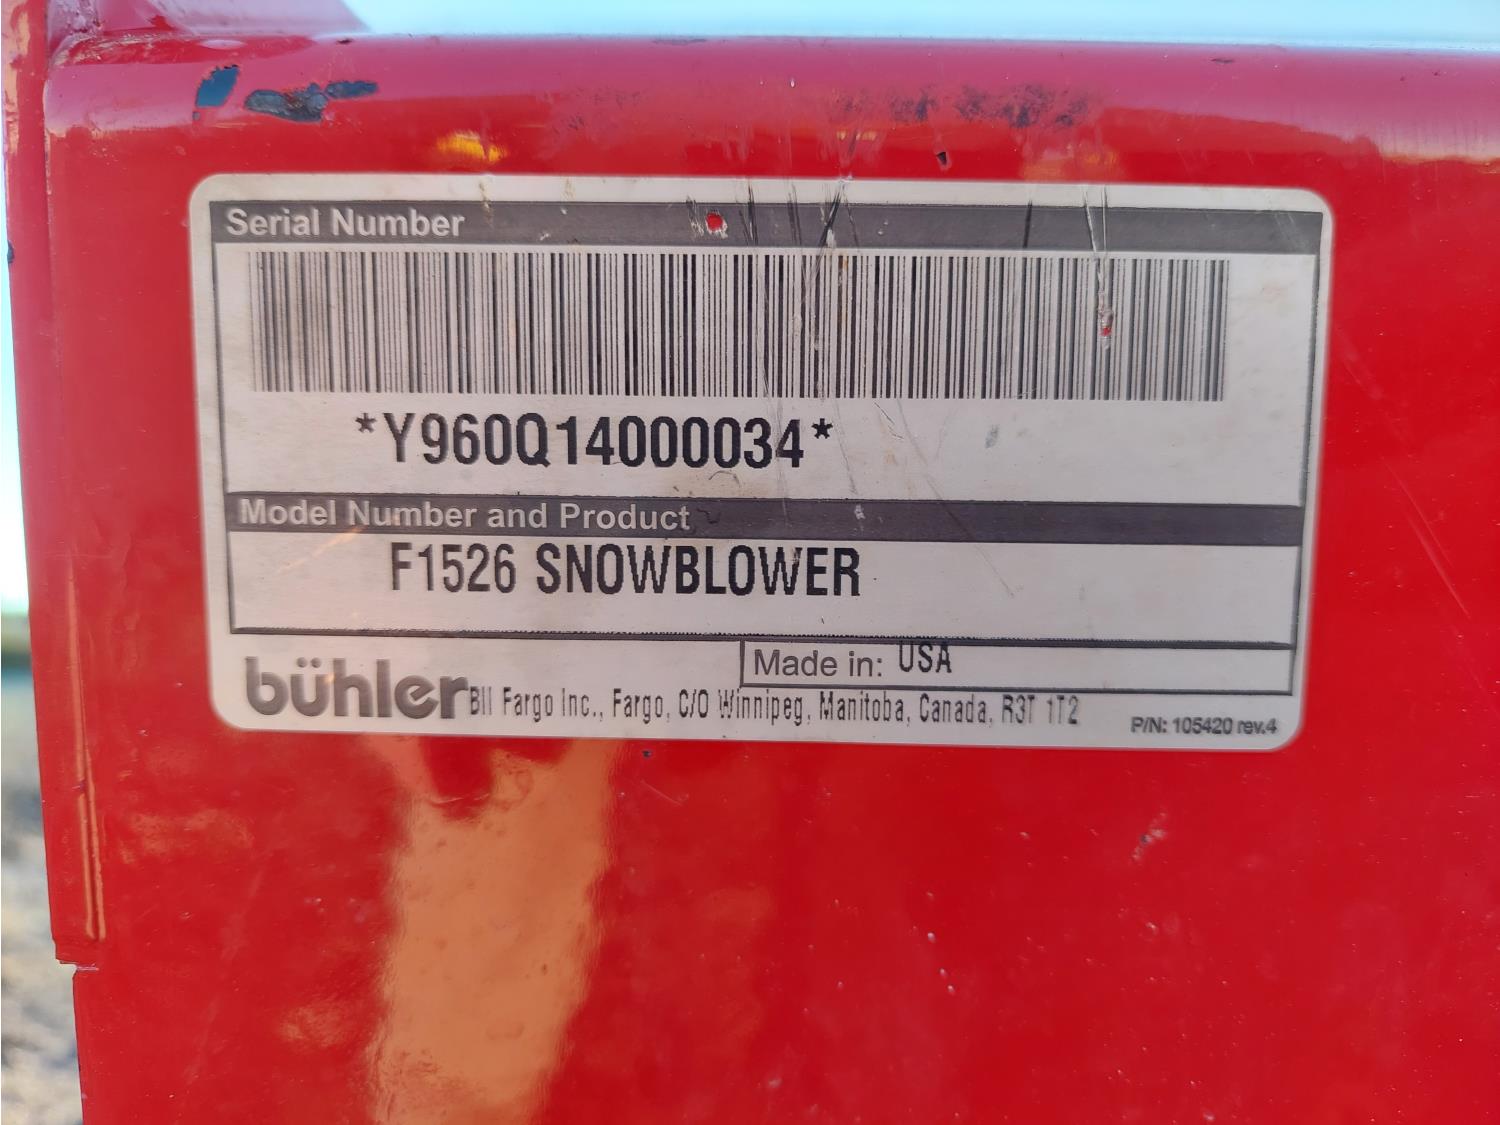 Serial Number
*Y960Q14000034*
Model Number and Product
F1526 SNOWBLOWER
Made in: USA
bühler BII Fargo Inc., Fargo, C/O Winnipeg, Manitoba, Canada, R3T 1T2
P/N: 105420 rev.4